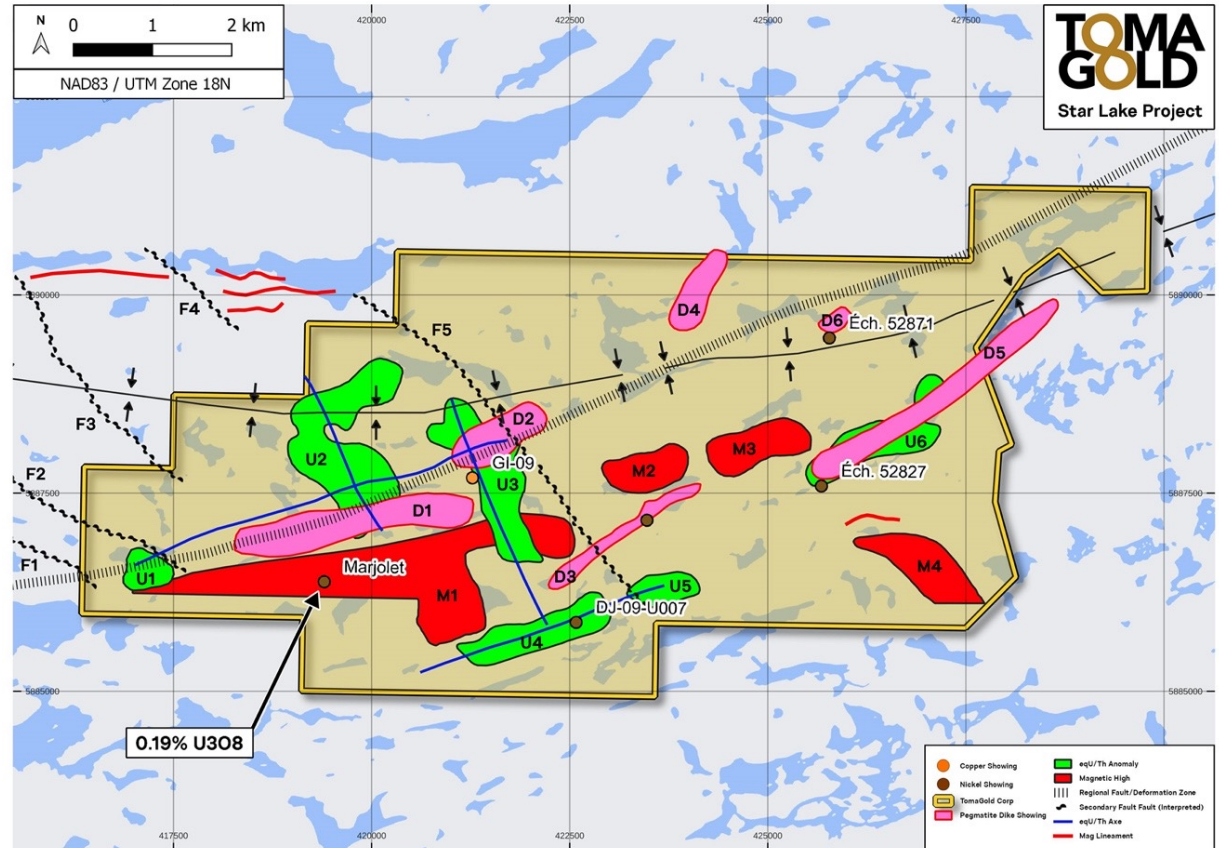 N
0 1 2 km
NAD83 / UTM Zone 18N
420000
422500
425000
427500
TOMA
GOLD
Star Lake Project
5890000
5890000
F4
F5
D4
D6
Éch. 52871
D5
F3
D2
U2
M3
U6
M2
GI-09
Éch. 52827
F2
U3
5887500
5887500
D1
F1
Marjolet
U1
D3
M4
M1
U5
DJ-09-U007
U4
5885000
5885000
0.19% U3O8
417500
420000
422500
425000
Copper Showing
Nickel Showing
TomaGold Corp
Pegmatite Dike Showing
eqU/Th Anomaly
Magnetic High
Regional Fault/Deformation Zone
Secondary Fault Fault (Interpreted)
eqU/Th Axe
Mag Lineament